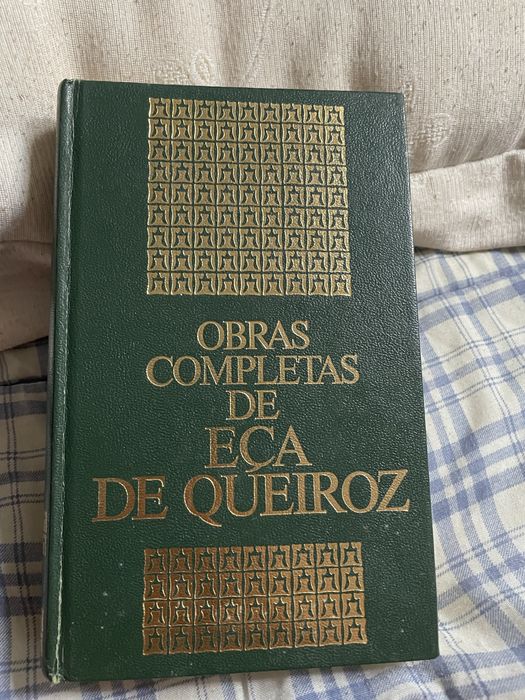 OBRAS
COMPLETAS
DE
EÇA
DE QUEIROZ